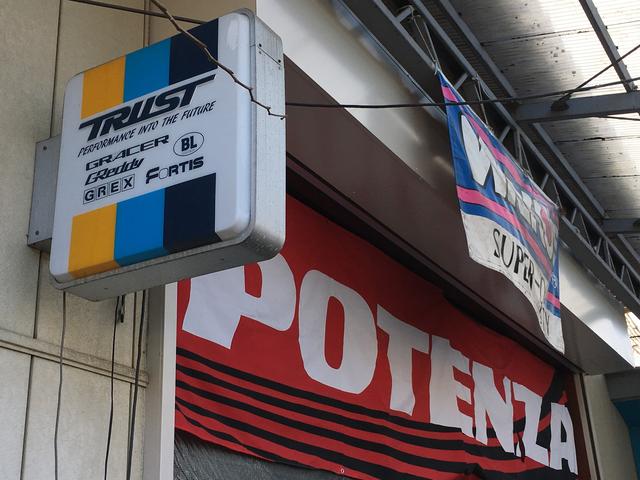 TRUST
PERFORMANCE INTO THE FUTURE
GRACER
BL
GReddy
GREX
FORTIS
POTENZA